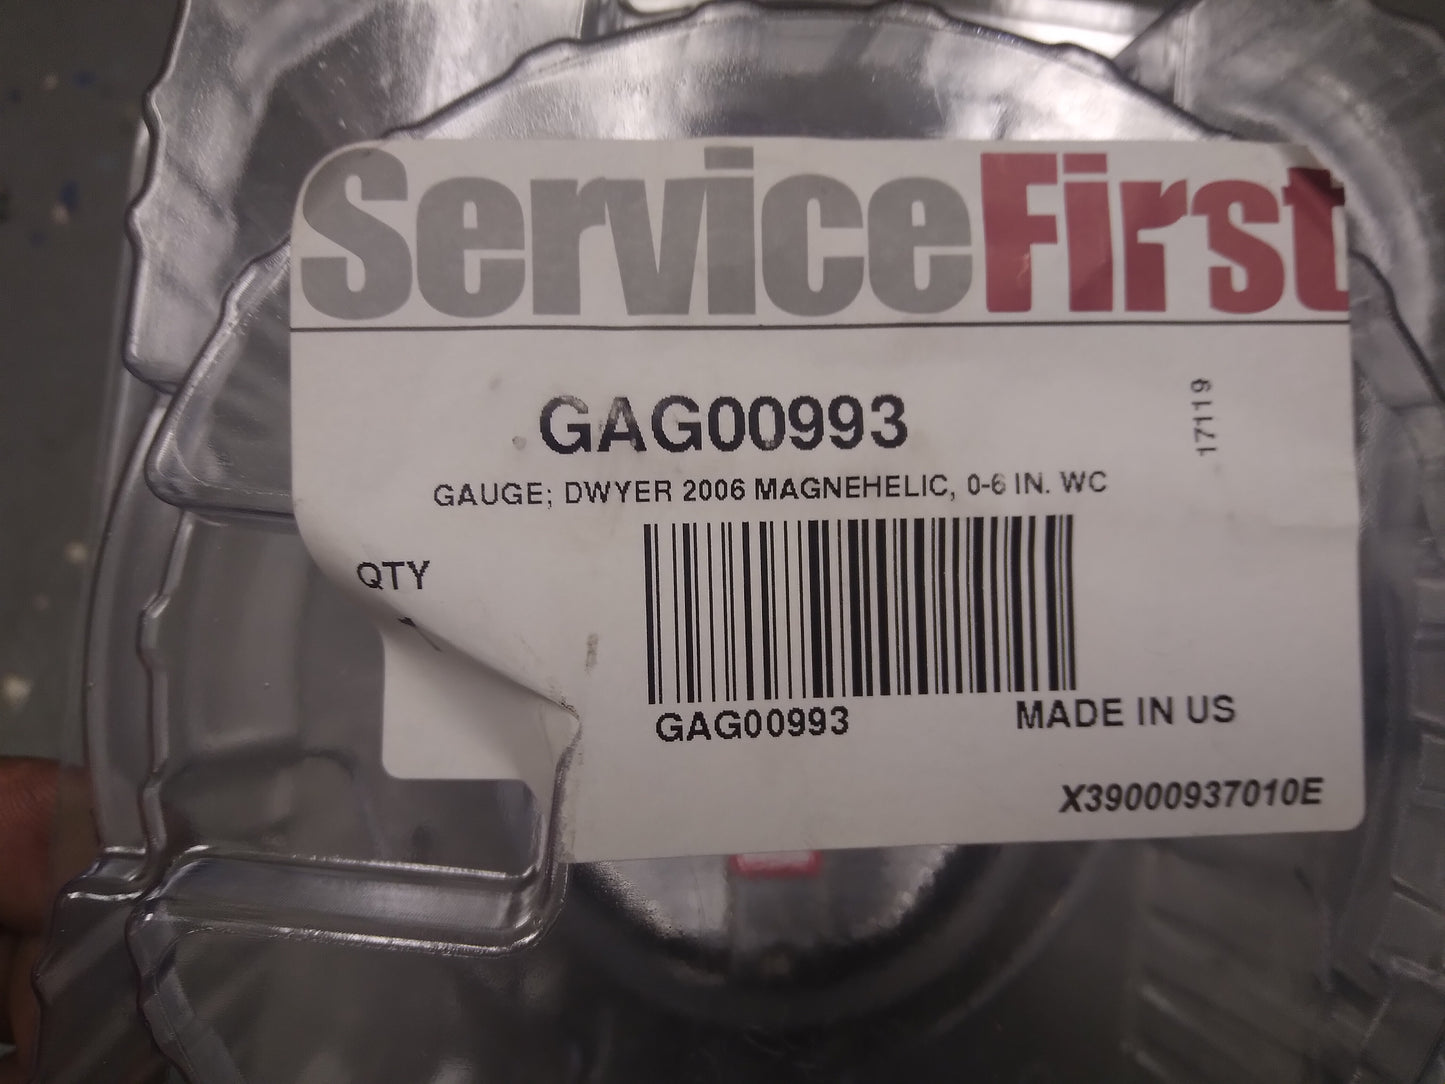 ServiceFirst
GAG00993
17119
GAUGE; DWYER 2006 MAGNEHELIC, 0-6 IN. WC
QTY
GAG00993
MADE IN US
X39000937010E